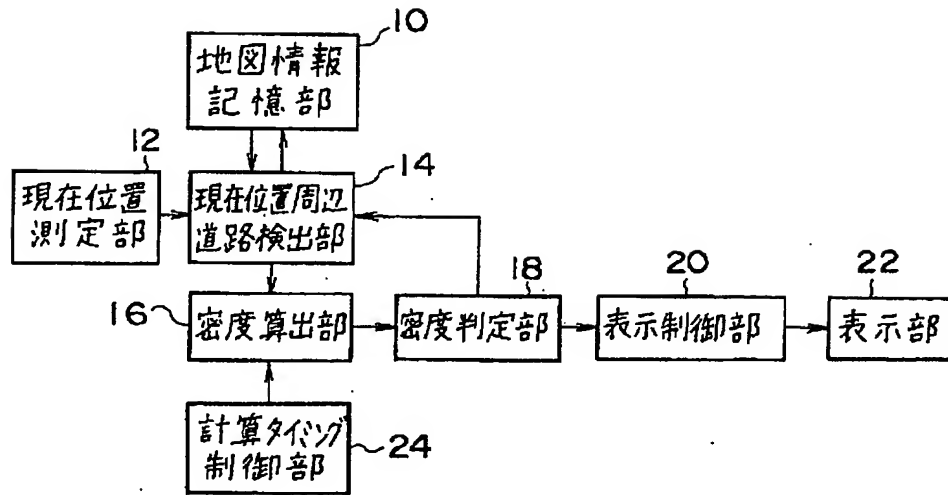 10
地図情報
記憶部
12
現在位置
測定部
14
現在位置周辺
道路検出部
16
密度算出部
18
密度判定部
20
表示制御部
22
表示部
計算タイミング
制御部
24